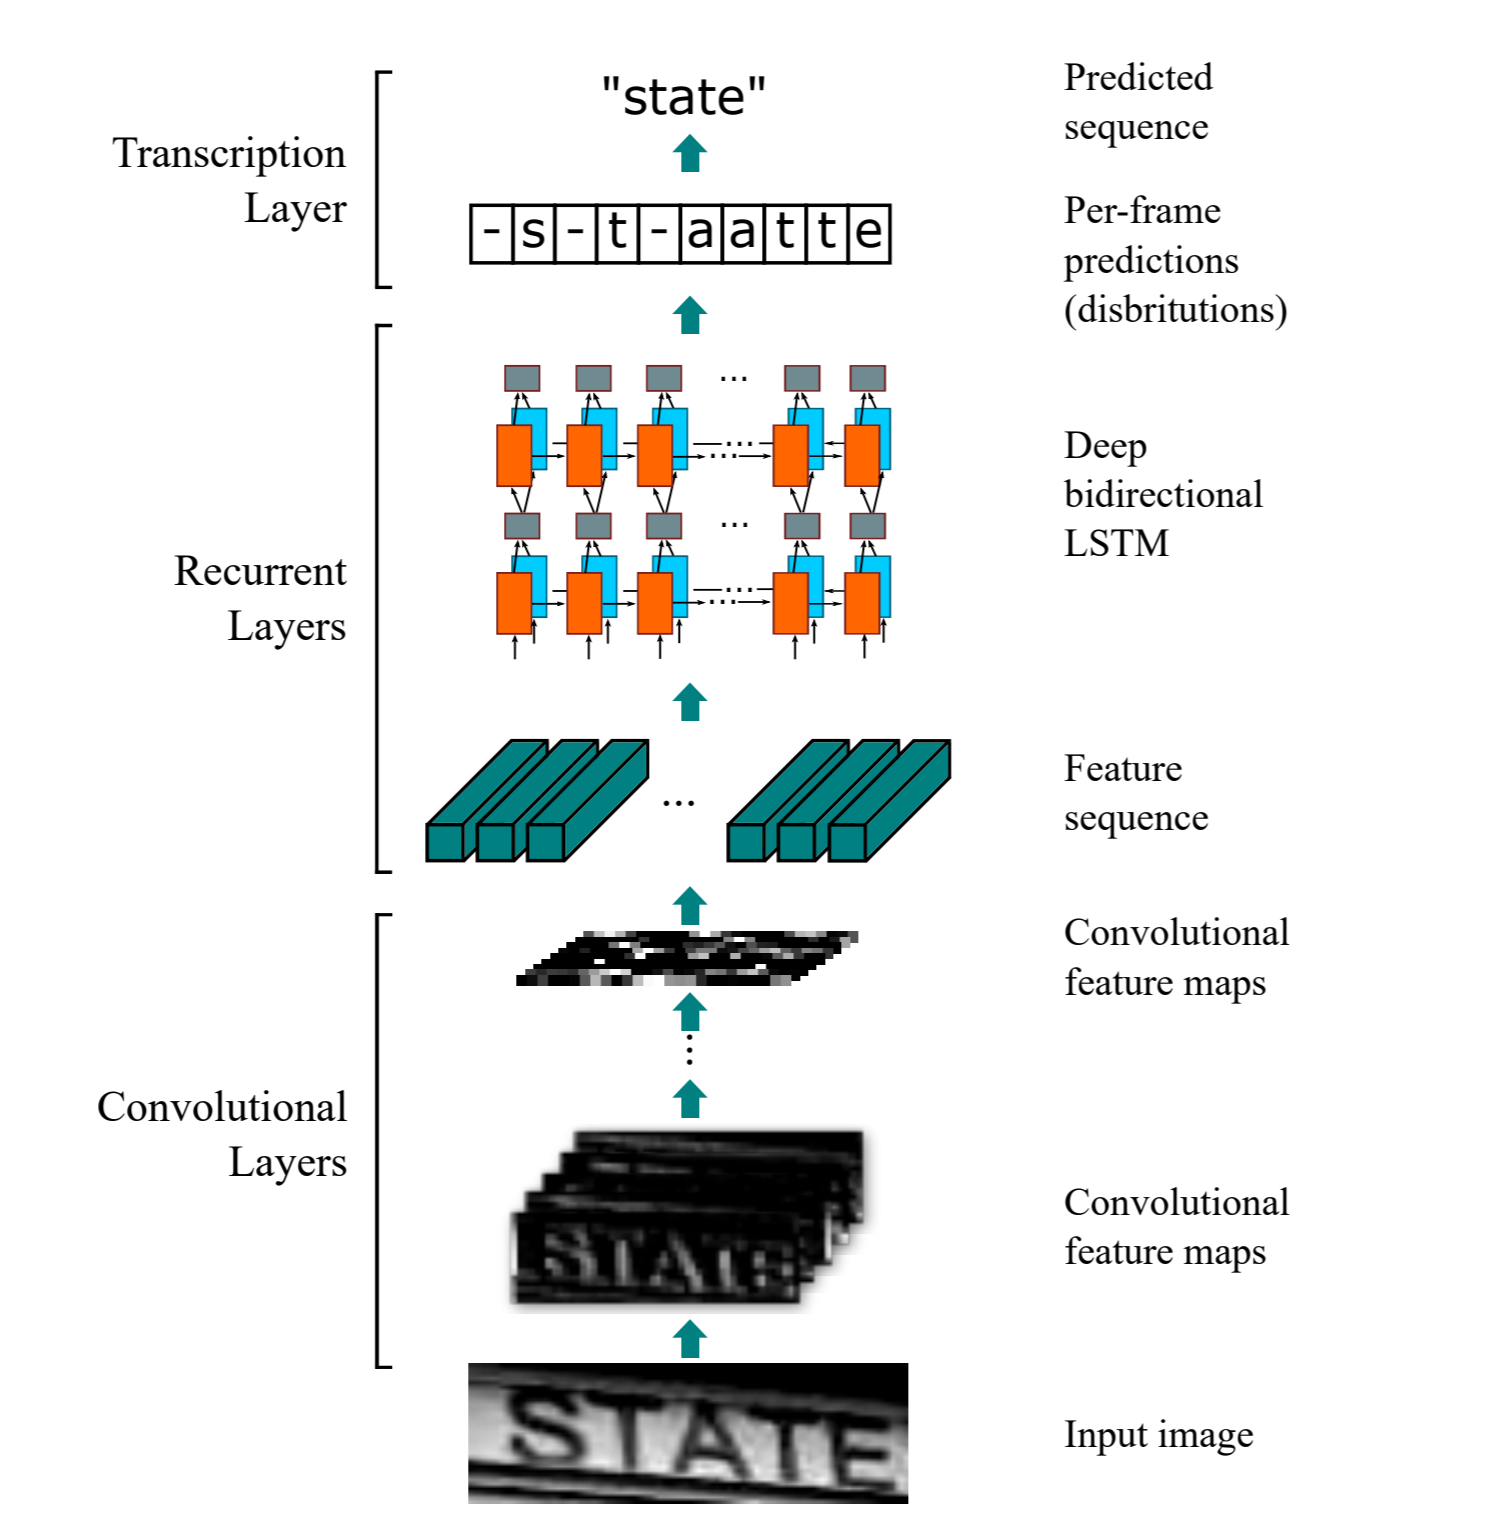 "state"
Predicted
sequence
Transcription
Layer
-s-t-aatte
Per-frame
predictions
(disbritutions)
...
Deep
bidirectional
LSTM
...
Recurrent
Layers
Feature
sequence
...
Convolutional
feature maps
Convolutional
Layers
STATE
Convolutional
feature maps
STATE
Input image